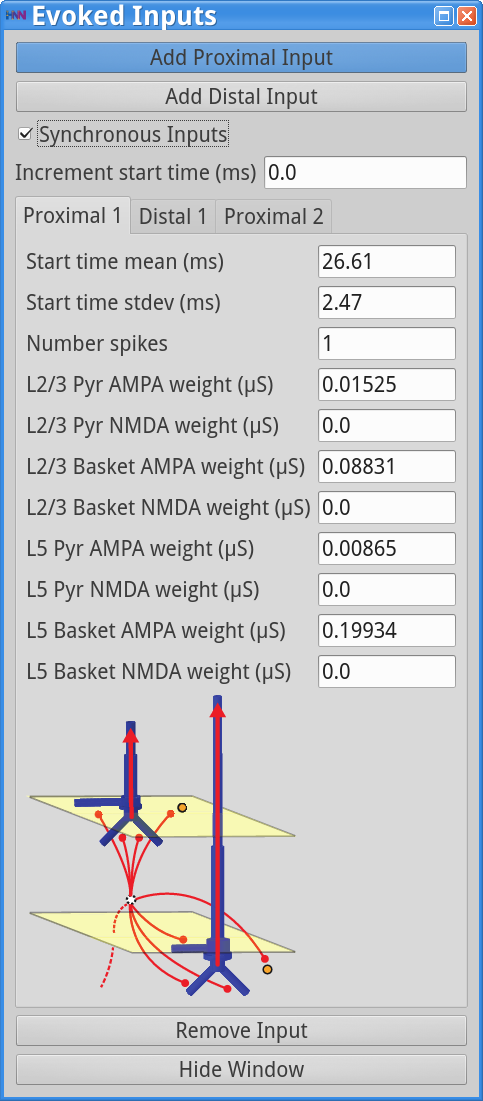 HNN Evoked Inputs
Add Proximal Input
Add Distal Input
Synchronous Inputs
Increment start time (ms) 0.0
Proximal 1 Distal 1 Proximal 2
Start time mean (ms) 26.61
Start time stdev (ms) 2.47
Number spikes 1
L2/3 Pyr AMPA weight (µS) 0.01525
L2/3 Pyr NMDA weight (µS) 0.0
L2/3 Basket AMPA weight (µS) 0.08831
L2/3 Basket NMDA weight (µS) 0.0
L5 Pyr AMPA weight (µS) 0.00865
L5 Pyr NMDA weight (µS) 0.0
L5 Basket AMPA weight (µS) 0.19934
L5 Basket NMDA weight (µS) 0.0
Remove Input
Hide Window